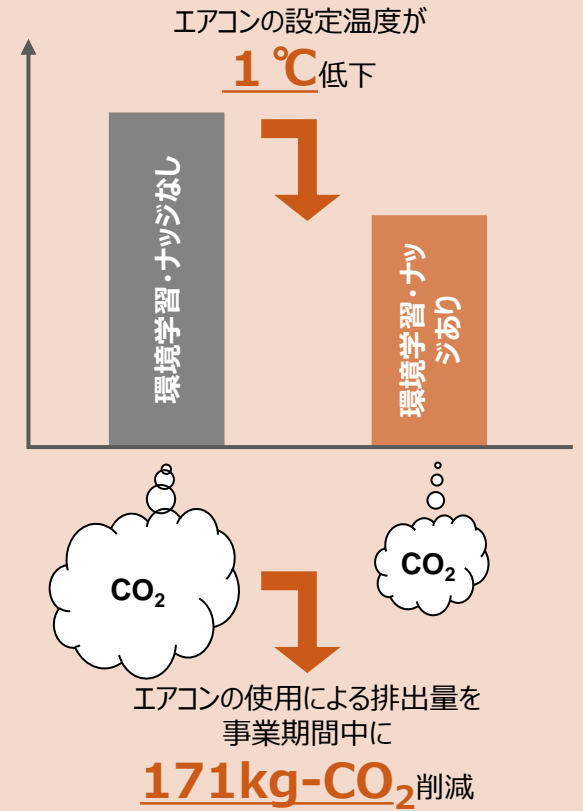 エアコンの設定温度が
1℃低下
環境学習・ナッジなし
環境学習・ナッ
ジあり
CO₂
CO₂
エアコンの使用による排出量を
事業期間中に
171kg-CO₂削減